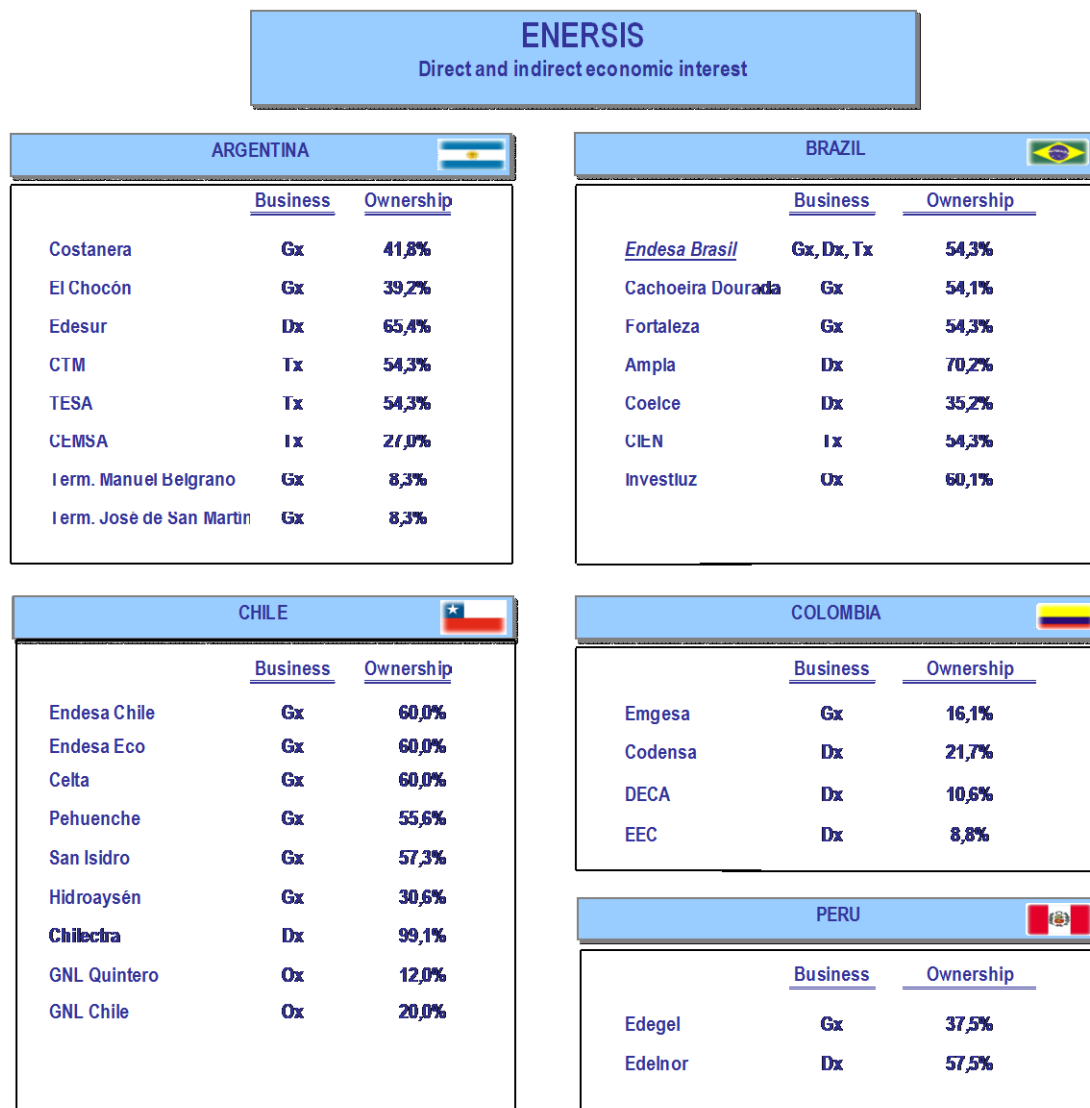 ENERSIS
Direct and indirect economic interest
ARGENTINA
Business Ownership
Costanera Gx 41,8%
El Chocón Gx 39,2%
Edesur Dx 65,4%
CTM Tx 54,3%
TESA Tx 54,3%
CEMSA Tx 27,0%
Term. Manuel Belgrano Gx 8,3%
Term. José de San Martin Gx 8,3%
BRAZIL
Business Ownership
Endesa Brasil Gx, Dx, Tx 54,3%
Cachoeira Dourada Gx 54,1%
Fortaleza Gx 54,3%
Ampla Dx 70,2%
Coelce Dx 35,2%
CIEN Tx 54,3%
Investluz Ox 60,1%
CHILE
Business Ownership
Endesa Chile Gx 60,0%
Endesa Eco Gx 60,0%
Celta Gx 60,0%
Pehuenche Gx 55,6%
San Isidro Gx 57,3%
Hidroaysén Gx 30,6%
Chilectra Dx 99,1%
GNL Quintero Ox 12,0%
GNL Chile Ox 20,0%
COLOMBIA
Business Ownership
Emgesa Gx 16,1%
Codensa Dx 21,7%
DECA Dx 10,6%
EEC Dx 8,8%
PERU
Business Ownership
Edegel Gx 37,5%
Edelnor Dx 57,5%